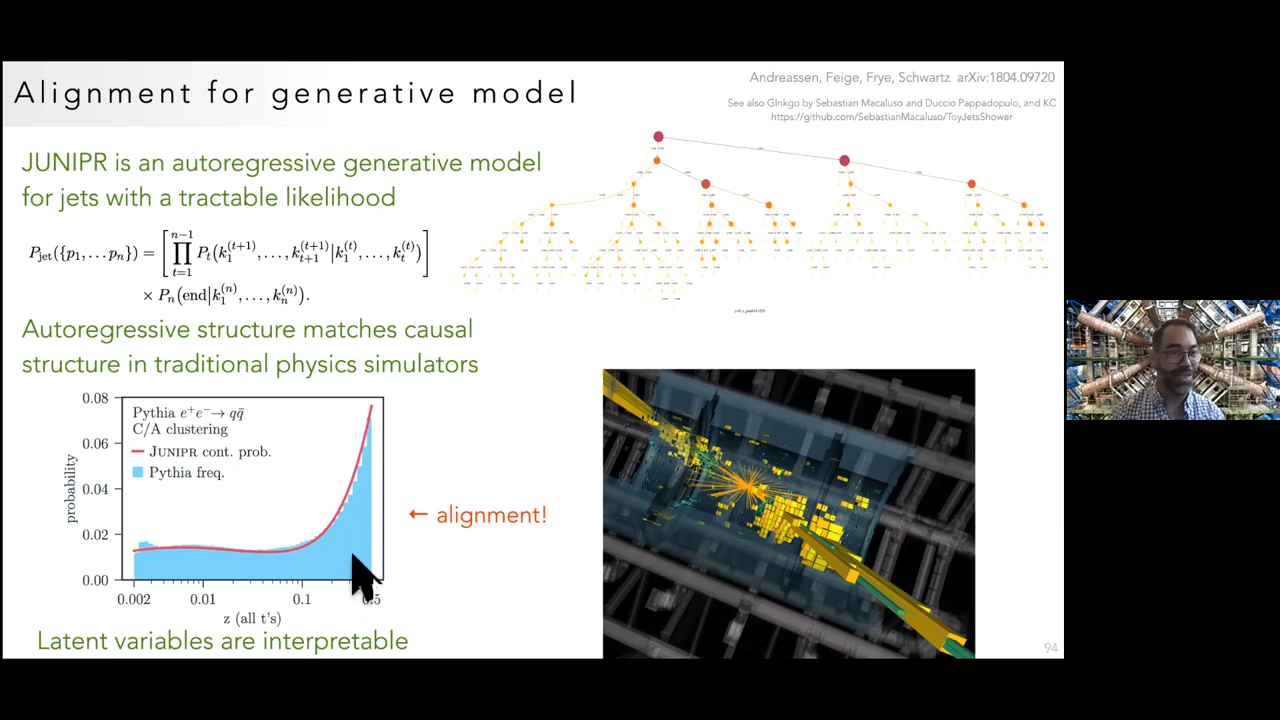 Alignment for generative model
Andreassen, Feige, Frye, Schwartz arXiv:1804.09720
See also GInkgo by Sebastian Macaluso and Duccio Pappadopulo, and KC
https://github.com/SebastianMacaluso/ToyJetsShower
JUNIPR is an autoregressive generative model
for jets with a tractable likelihood
P_{jet}({p_1, ... p_n}) = [∏_{t=1}^{n-1} P_t(k_1^{(t+1)}, ..., k_{t+1}^{(t+1)}|k_1^{(t)}, ..., k_t^{(t)})]
× P_n(end|k_1^{(n)}, ..., k_n^{(n)}).
Autoregressive structure matches causal
structure in traditional physics simulators
0.08
0.06
0.04
0.02
0.00
probability
Pythia e^+e^-→ qq̄
C/A clustering
JUNIPR cont. prob.
Pythia freq.
0.002 0.01 0.1
z (all t's)
← alignment!
Latent variables are interpretable
94